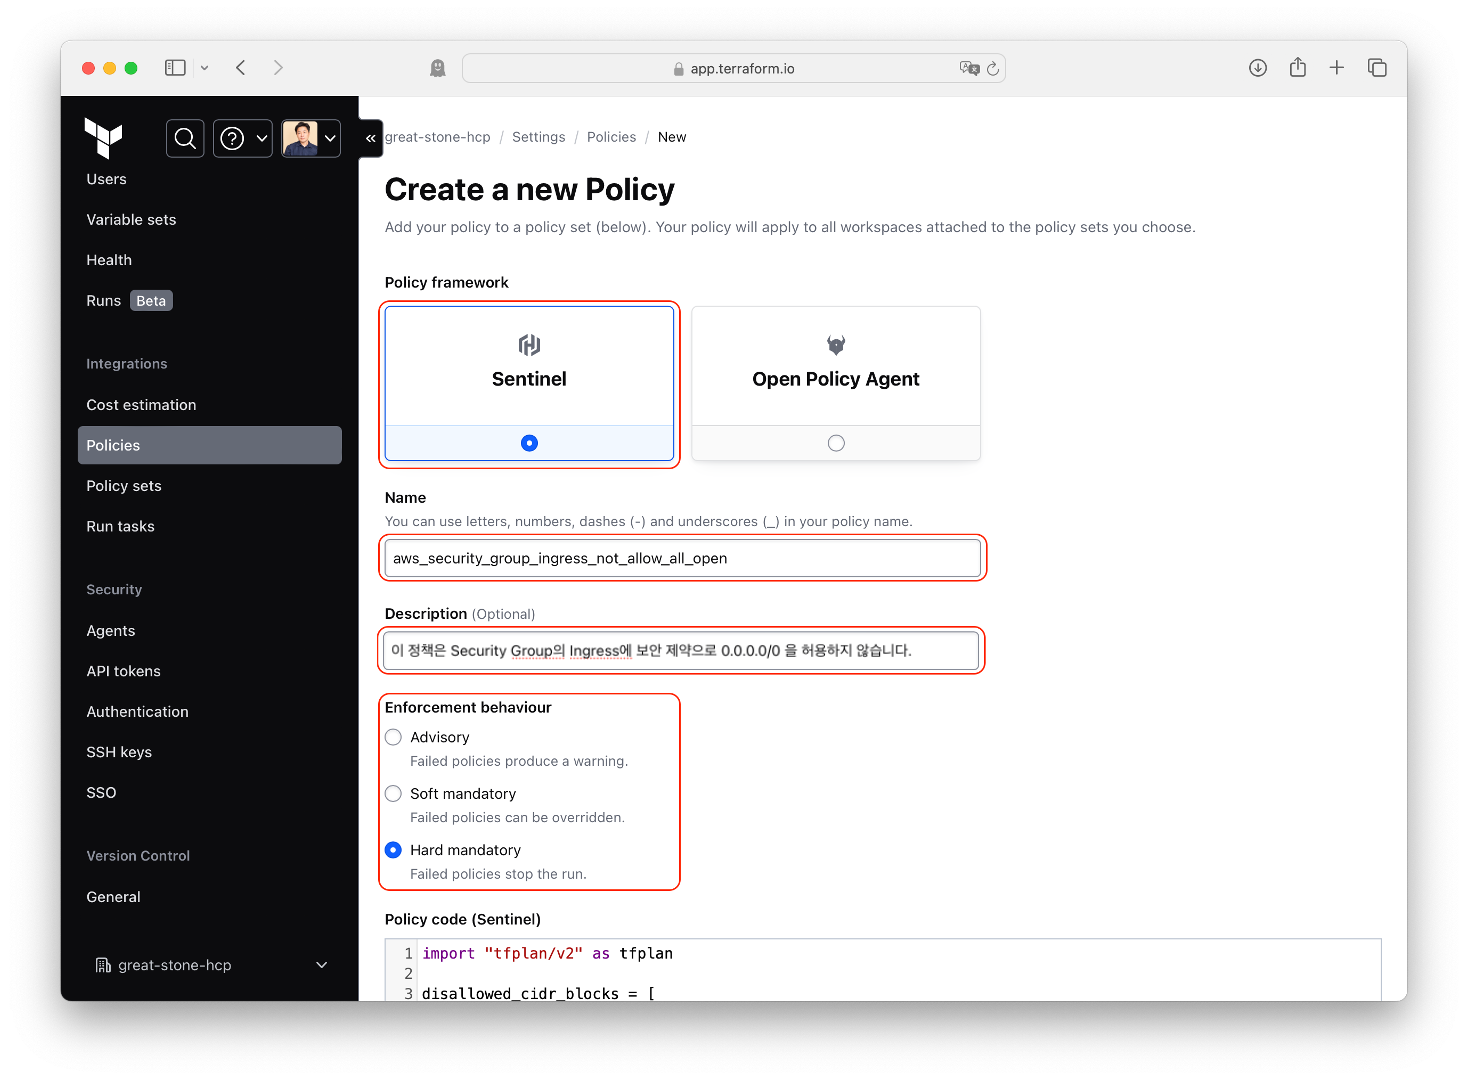 app.terraform.io
Users
Variable sets
Health
Runs Beta
Integrations
Cost estimation
Policies
Policy sets
Run tasks
Security
Agents
API tokens
Authentication
SSH keys
SSO
Version Control
General
great-stone-hcp
great-stone-hcp / Settings / Policies / New
Create a new Policy
Add your policy to a policy set (below). Your policy will apply to all workspaces attached to the policy sets you choose.
Policy framework
Sentinel
Open Policy Agent
Name
You can use letters, numbers, dashes (-) and underscores (_) in your policy name.
aws_security_group_ingress_not_allow_all_open
Description (Optional)
이 정책은 Security Group의 Ingress에 보안 제약으로 0.0.0.0/0 을 허용하지 않습니다.
Enforcement behaviour
Advisory
Failed policies produce a warning.
Soft mandatory
Failed policies can be overridden.
Hard mandatory
Failed policies stop the run.
Policy code (Sentinel)
1 import "tfplan/v2" as tfplan
2
3 disallowed_cidr_blocks = [